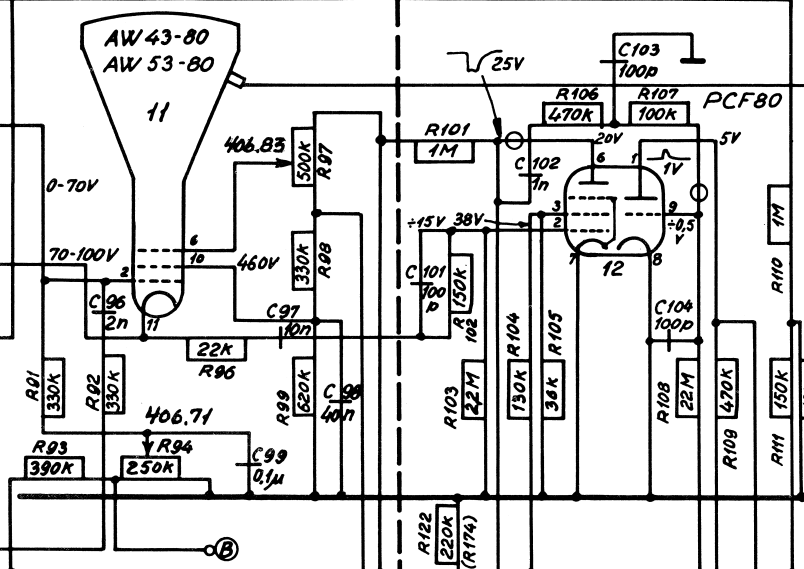 AW 43-80
AW 53-80
11
25V
C103
100p
R106
470K
R107
100K
PCF80
406.83
500K
R97
R101
1M
20V
5V
C102
1n
6
1
1V
0-70V
÷15V
38V
3
2
9
÷0,5
V
70-100V
6
10
2
460V
330K
R98
C101
100
p
150K
R
102
7
12
8
1M
R110
C96
2n
11
C97
10n
C104
100p
22K
R96
R104
R105
R91
330K
R92
330K
R99
620K
C98
40n
R103
2,2M
130K
36K
R108
22M
470K
R109
150K
R111
406.71
R93
390K
R94
250K
C99
0,1µ
R122
220K
(R174)
B